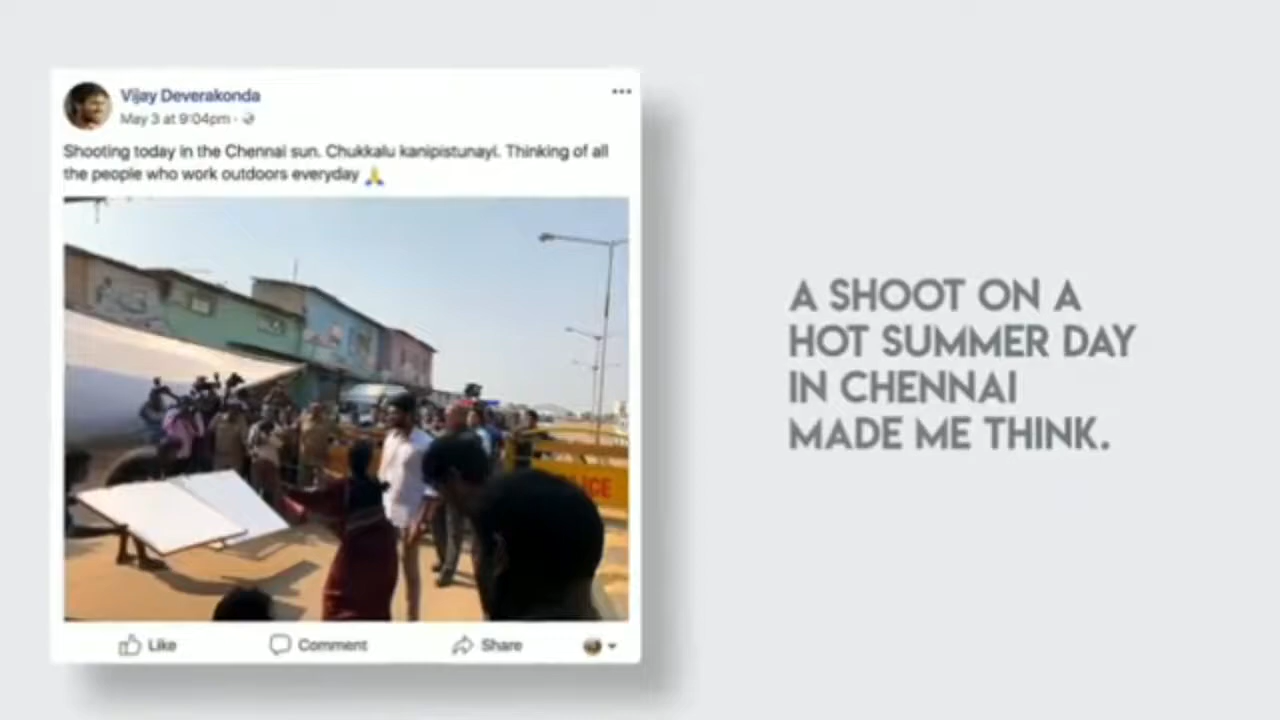 Vijay Deverakonda
May 3 at 9:04pm ·
Shooting today in the Chennai sun. Chukkalu kanipistunayi. Thinking of all
the people who work outdoors everyday 🙏
LICE
Like
Comment
Share
A SHOOT ON A
HOT SUMMER DAY
IN CHENNAI
MADE ME THINK.